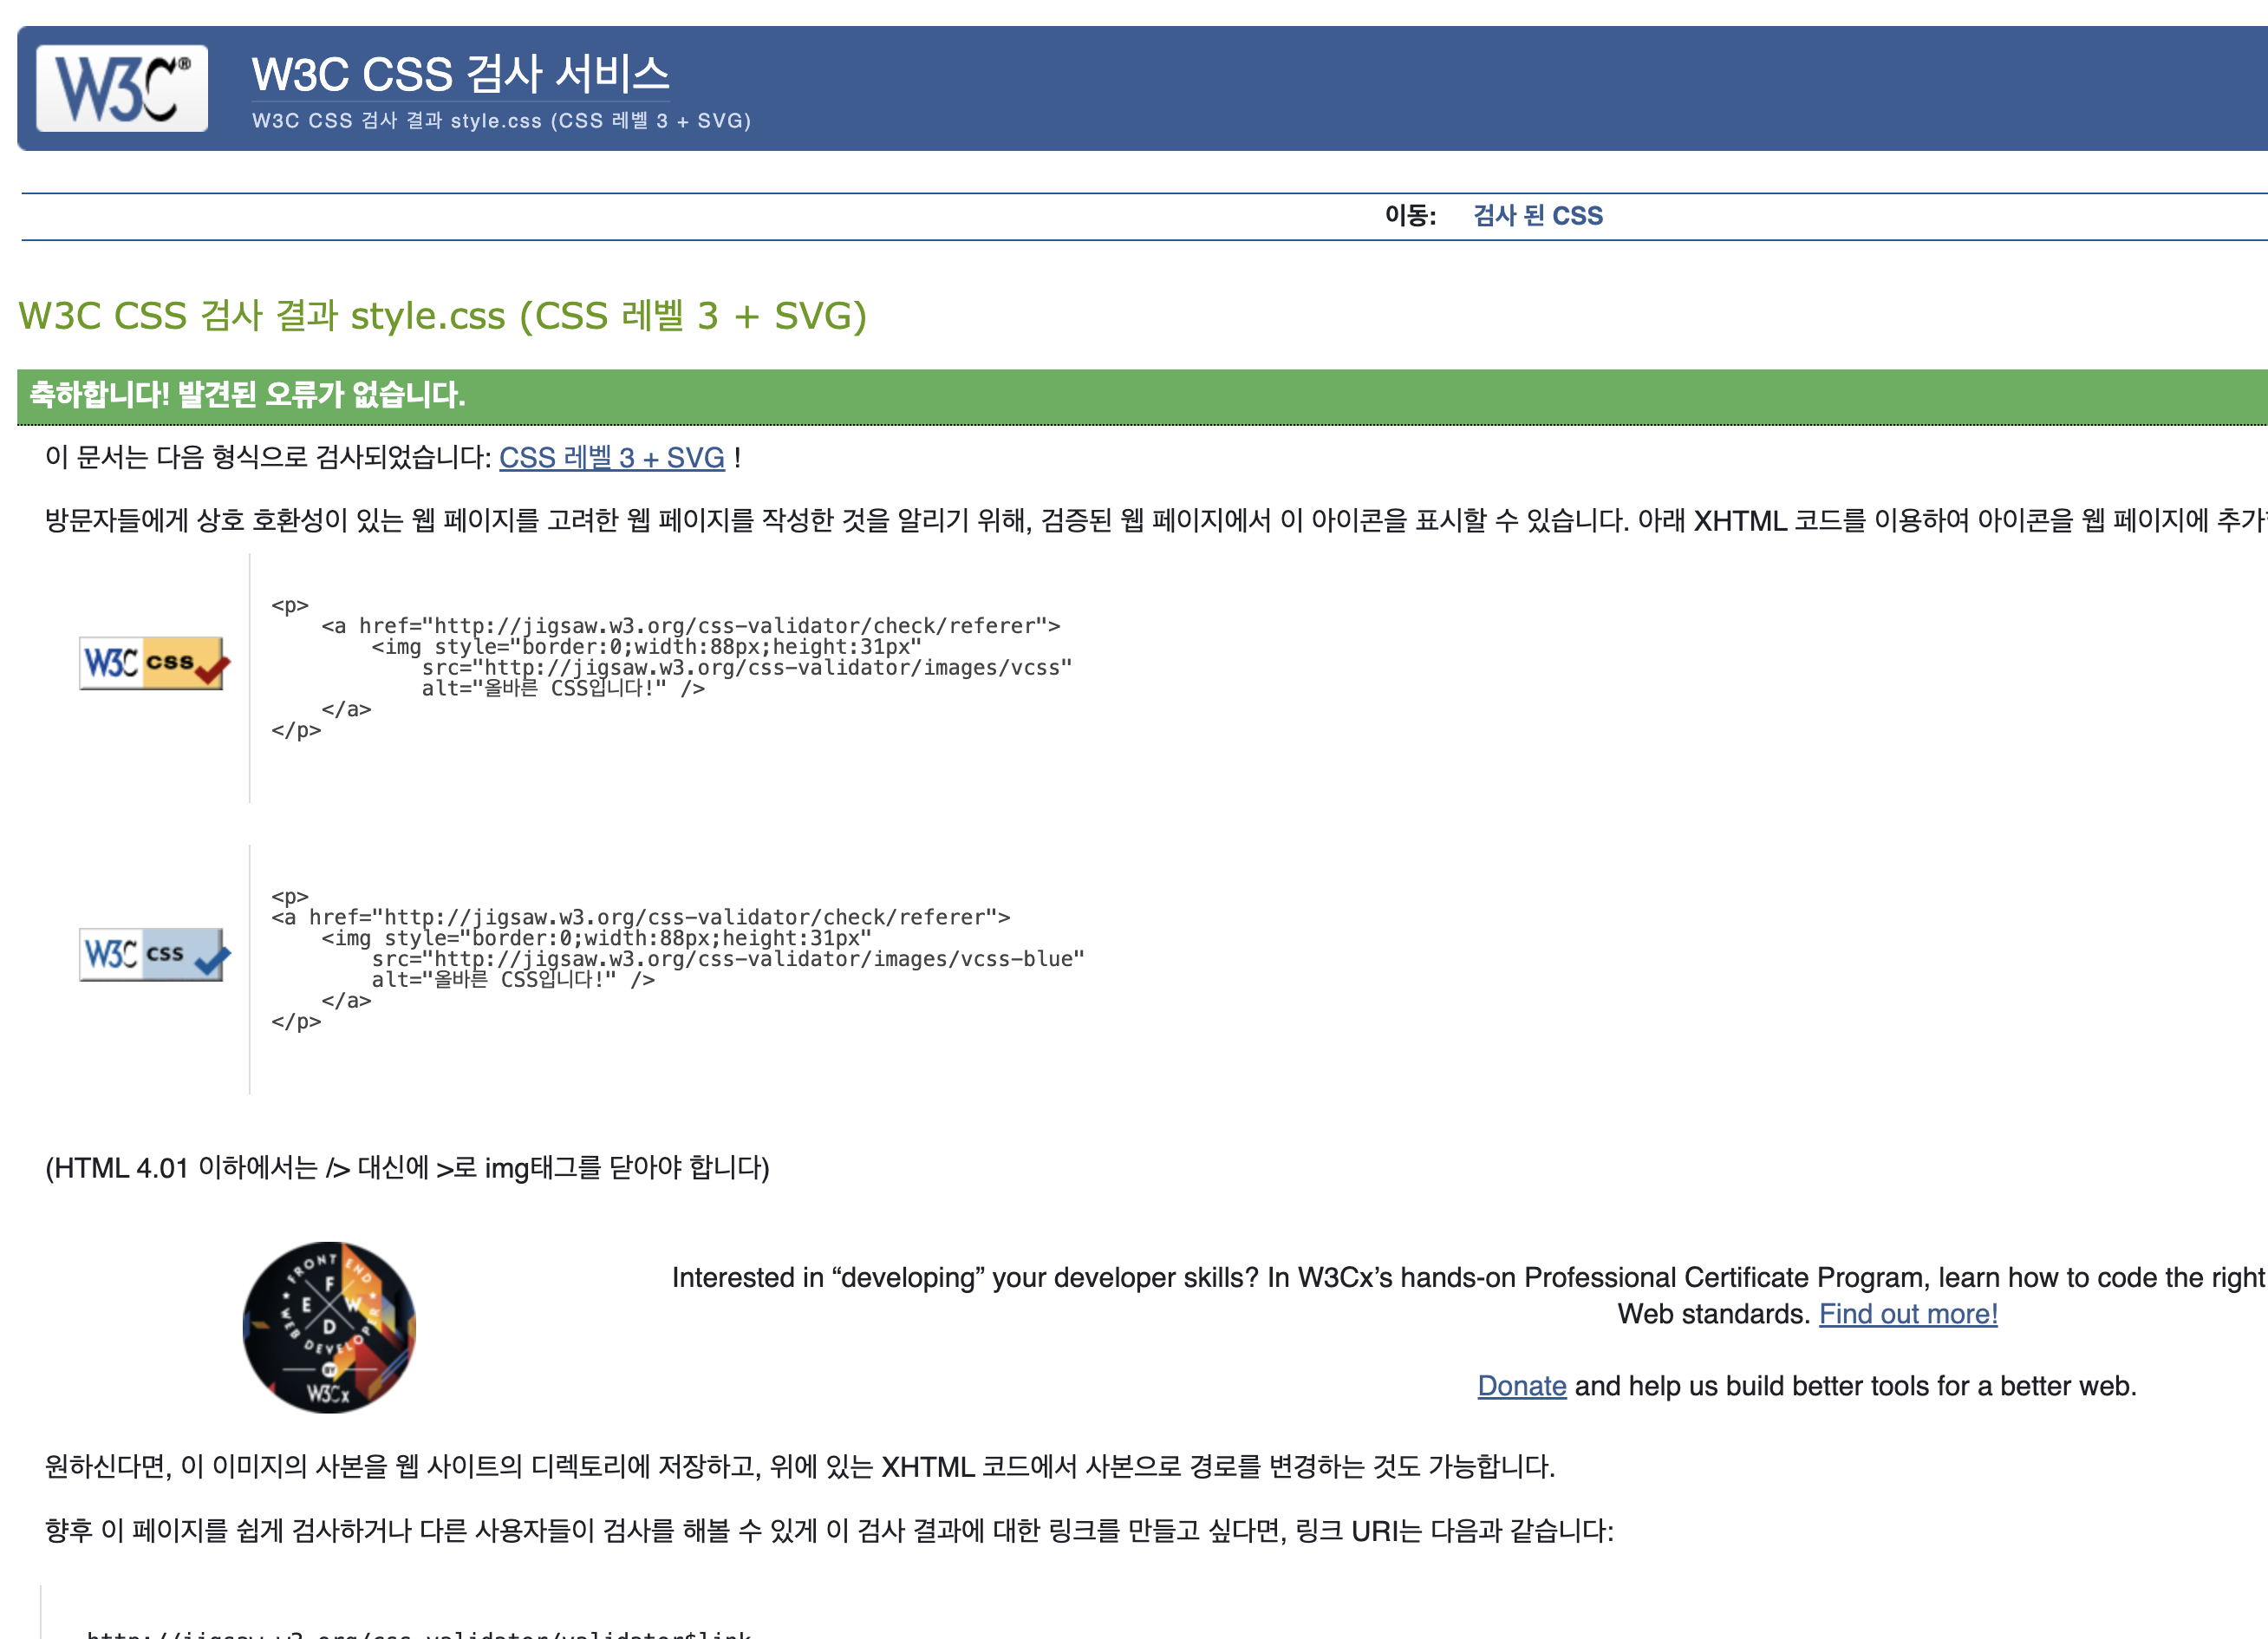 W3C®
W3C CSS 검사 서비스
W3C CSS 검사 결과 style.css (CSS 레벨 3 + SVG)
이동: 검사 된 CSS
W3C CSS 검사 결과 style.css (CSS 레벨 3 + SVG)
축하합니다! 발견된 오류가 없습니다.
이 문서는 다음 형식으로 검사되었습니다: CSS 레벨 3 + SVG !
방문자들에게 상호 호환성이 있는 웹 페이지를 고려한 웹 페이지를 작성한 것을 알리기 위해, 검증된 웹 페이지에서 이 아이콘을 표시할 수 있습니다. 아래 XHTML 코드를 이용하여 아이콘을 웹 페이지에 추가
W3C css
<p>
<a href="http://jigsaw.w3.org/css-validator/check/referer">
<img style="border:0;width:88px;height:31px"
src="http://jigsaw.w3.org/css-validator/images/vcss"
alt="올바른 CSS입니다!" />
</a>
</p>
W3C css
<p>
<a href="http://jigsaw.w3.org/css-validator/check/referer">
<img style="border:0;width:88px;height:31px"
src="http://jigsaw.w3.org/css-validator/images/vcss-blue"
alt="올바른 CSS입니다!" />
</a>
</p>
(HTML 4.01 이하에서는 /> 대신에 >로 img태그를 닫아야 합니다)
FRONT END
WEB DEVELOPER
F
E W
D
BY
W3Cx
Interested in “developing” your developer skills? In W3Cx’s hands-on Professional Certificate Program, learn how to code the right
Web standards. Find out more!
Donate and help us build better tools for a better web.
원하신다면, 이 이미지의 사본을 웹 사이트의 디렉토리에 저장하고, 위에 있는 XHTML 코드에서 사본으로 경로를 변경하는 것도 가능합니다.
향후 이 페이지를 쉽게 검사하거나 다른 사용자들이 검사를 해볼 수 있게 이 검사 결과에 대한 링크를 만들고 싶다면, 링크 URI는 다음과 같습니다:
http://jigsaw.w3.org/css-validator/validator$link